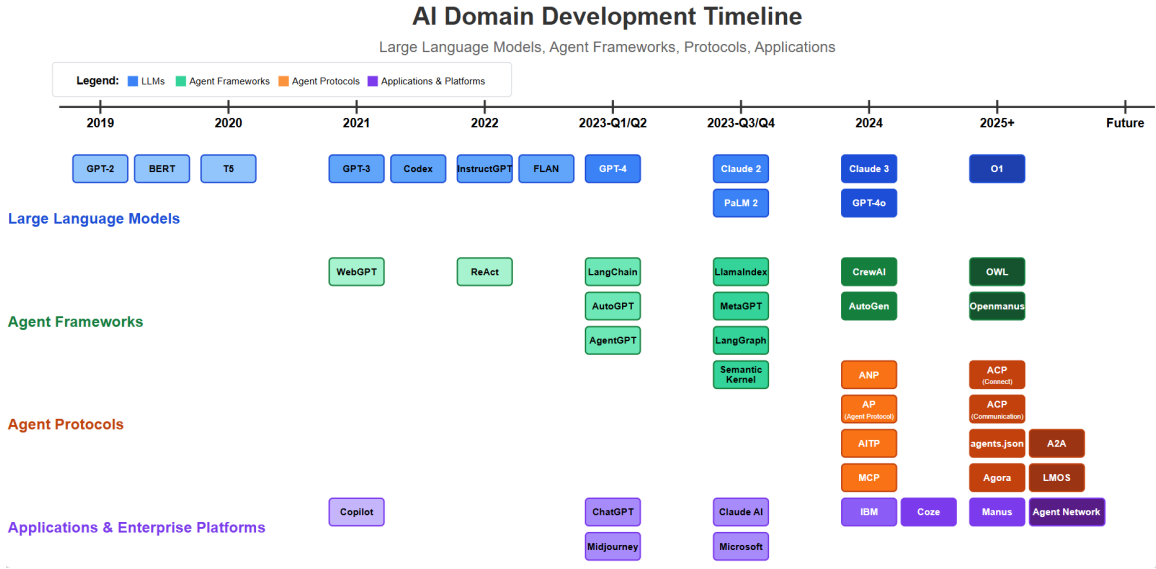 AI Domain Development Timeline
Large Language Models, Agent Frameworks, Protocols, Applications
Legend: LLMs Agent Frameworks Agent Protocols Applications & Platforms
2019 2020 2021 2022 2023-Q1/Q2 2023-Q3/Q4 2024 2025+ Future
GPT-2 BERT T5 GPT-3 Codex InstructGPT FLAN GPT-4 Claude 2 Claude 3 O1
PaLM 2 GPT-4o
Large Language Models
WebGPT ReAct LangChain LlamaIndex CrewAI OWL
AutoGPT MetaGPT AutoGen Openmanus
Agent Frameworks
AgentGPT LangGraph
Semantic
Kernel
ANP
ACP
(Connect)
AP
(Agent Protocol)
ACP
(Communication)
Agent Protocols
AITP agents.json A2A
MCP Agora LMOS
Copilot ChatGPT Claude AI IBM Coze Manus Agent Network
Applications & Enterprise Platforms
Midjourney Microsoft